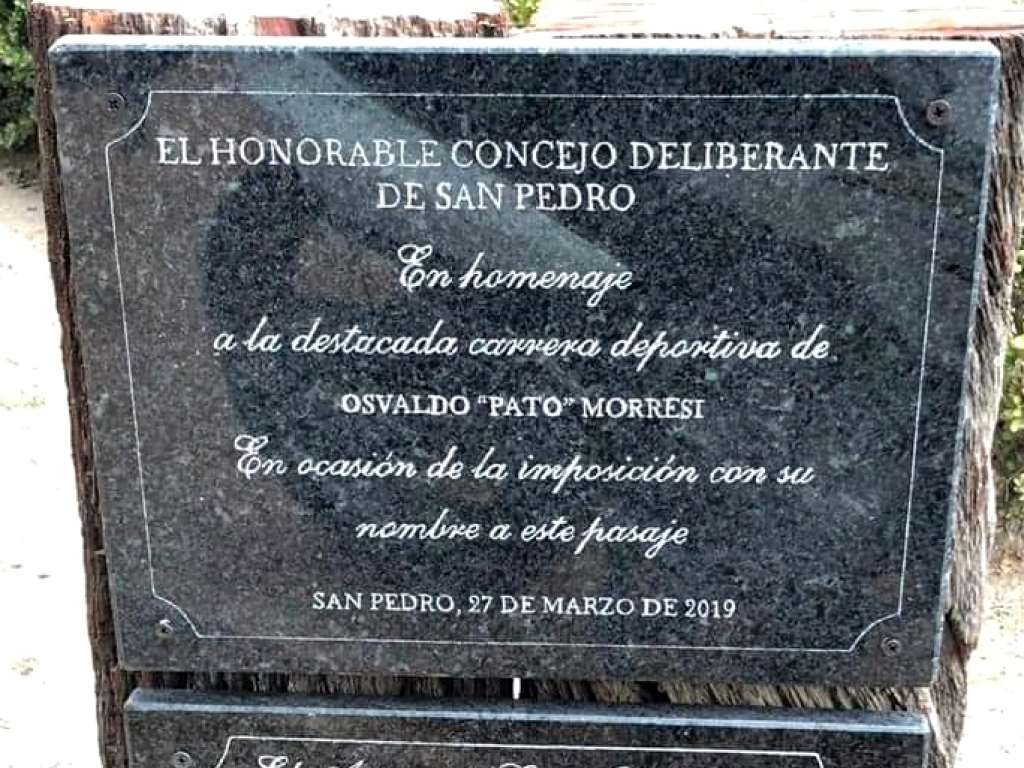 EL HONORABLE CONCEJO DELIBERANTE
DE SAN PEDRO
En homenaje
a la destacada carrera deportiva de
OSVALDO "PATO" MORRESI
En ocasión de la imposición con su
nombre a este pasaje
SAN PEDRO, 27 DE MARZO DE 2019